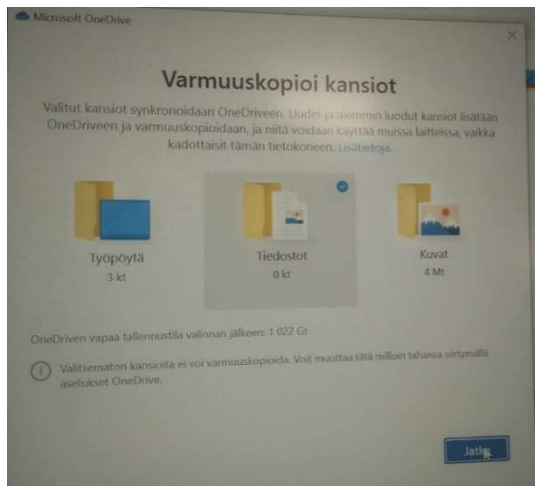 Microsoft OneDrive
Varmuuskopioi kansiot
Valitut kansiot synkronoidaan OneDriveen. Uudet ja aiemmin luodut kansiot lisätään
OneDriveen ja varmuuskopioidaan, ja niitä voidaan käyttää muissa laitteissa, vaikka
kadottaisit tämän tietokoneen. Lisätietoja.
Työpöytä
3 kt
Tiedostot
0 kt
Kuvat
4 Mt
OneDriven vapaa tallennustila valinnan jälkeen: 1 022 Gt
Valitsematon kansioita ei voi varmuuskopioida. Voit muuttaa tätä milloin tahansa siirtymällä
asetukset OneDrive.
Jatka